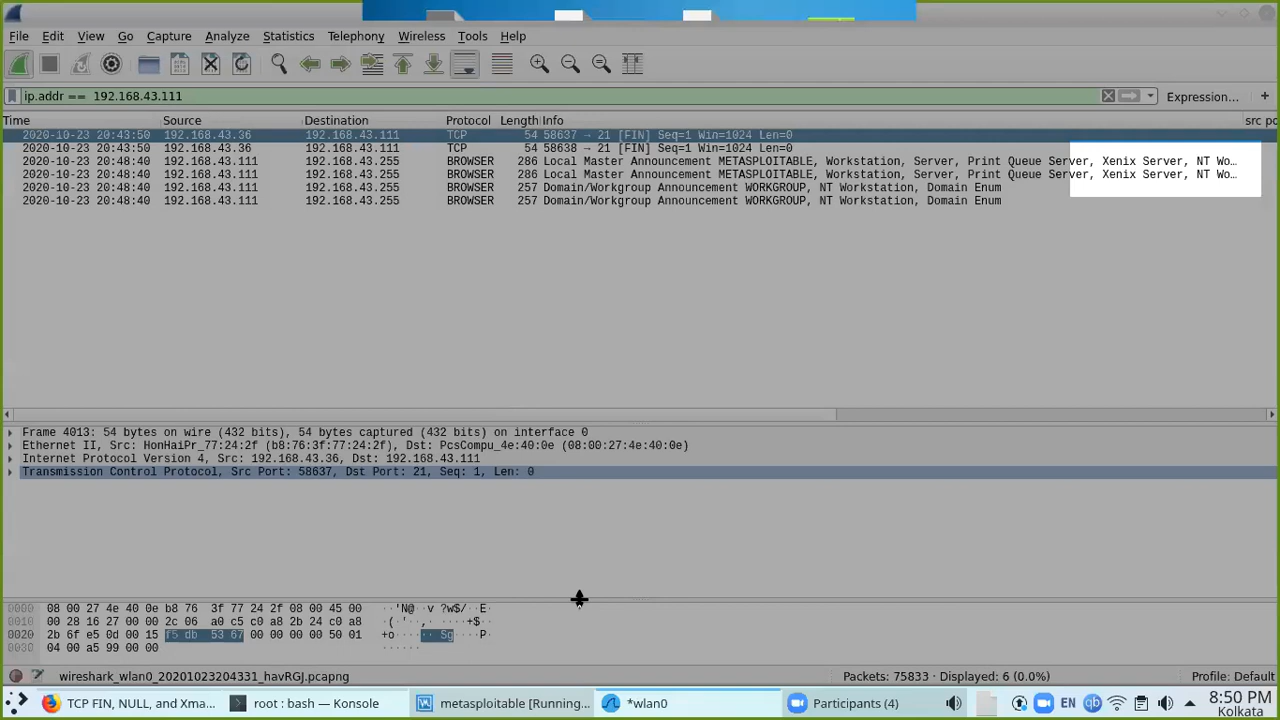 File Edit View Go Capture Analyze Statistics Telephony Wireless Tools Help
ip.addr == 192.168.43.111 Expression… +
Time Source Destination Protocol Length Info src po
2020-10-23 20:43:50 192.168.43.36 192.168.43.111 TCP 54 58637 → 21 [FIN] Seq=1 Win=1024 Len=0
2020-10-23 20:43:50 192.168.43.36 192.168.43.111 TCP 54 58638 → 21 [FIN] Seq=1 Win=1024 Len=0
2020-10-23 20:48:40 192.168.43.111 192.168.43.255 BROWSER 286 Local Master Announcement METASPLOITABLE, Workstation, Server, Print Queue Server, Xenix Server, NT Wo…
2020-10-23 20:48:40 192.168.43.111 192.168.43.255 BROWSER 286 Local Master Announcement METASPLOITABLE, Workstation, Server, Print Queue Server, Xenix Server, NT Wo…
2020-10-23 20:48:40 192.168.43.111 192.168.43.255 BROWSER 257 Domain/Workgroup Announcement WORKGROUP, NT Workstation, Domain Enum
2020-10-23 20:48:40 192.168.43.111 192.168.43.255 BROWSER 257 Domain/Workgroup Announcement WORKGROUP, NT Workstation, Domain Enum
Frame 4013: 54 bytes on wire (432 bits), 54 bytes captured (432 bits) on interface 0
Ethernet II, Src: HonHaiPr_77:24:2f (b8:76:3f:77:24:2f), Dst: PcsCompu_4e:40:0e (08:00:27:4e:40:0e)
Internet Protocol Version 4, Src: 192.168.43.36, Dst: 192.168.43.111
Transmission Control Protocol, Src Port: 58637, Dst Port: 21, Seq: 1, Len: 0
0000 08 00 27 4e 40 0e b8 76 3f 77 24 2f 08 00 45 00 ··'N@··v ?w$/··E·
0010 00 28 16 27 00 00 2c 06 a0 c5 c0 a8 2b 24 c0 a8 ·(·'··,· ····+$··
0020 2b 6f e5 0d 00 15 f5 db 53 67 00 00 00 00 50 01 +o······ Sg····P·
0030 04 00 a5 99 00 00 ······
wireshark_wlan0_20201023204331_havRGJ.pcapng Packets: 75833 · Displayed: 6 (0.0%) Profile: Default
TCP FIN, NULL, and Xma... root : bash — Konsole metasploitable [Running... *wlan0 Participants (4) EN qb 8:50 PM
Kolkata